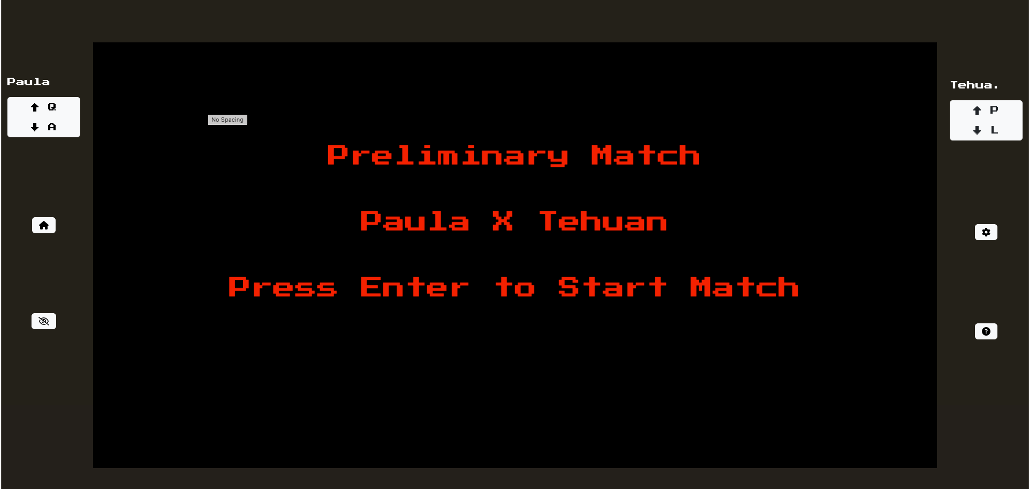 Paula
Q
A
Tehua.
P
L
No Spacing
Preliminary Match
Paula X Tehuan
Press Enter to Start Match